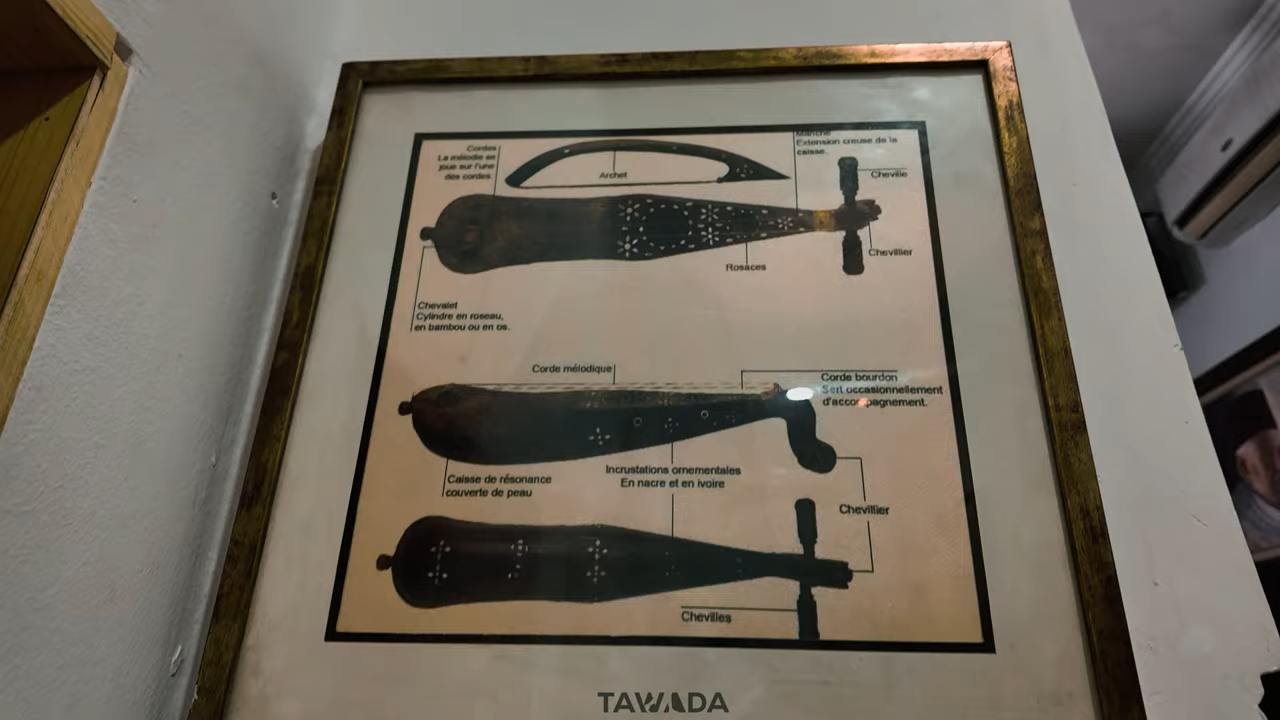 Cordes
La mélodie se
joue sur l'une
des cordes
Archet
Manche
Extension creuse de la
caisse.
Cheville
Chevillier
Rosaces
Chevalet
Cylindre en roseau,
en bambou ou en os.
Corde mélodique
Corde bourdon
Sert occasionnellement
d'accompagnement.
Caisse de résonance
couverte de peau
Incrustations ornementales
En nacre et en ivoire
Chevillier
Chevilles
TAWADA